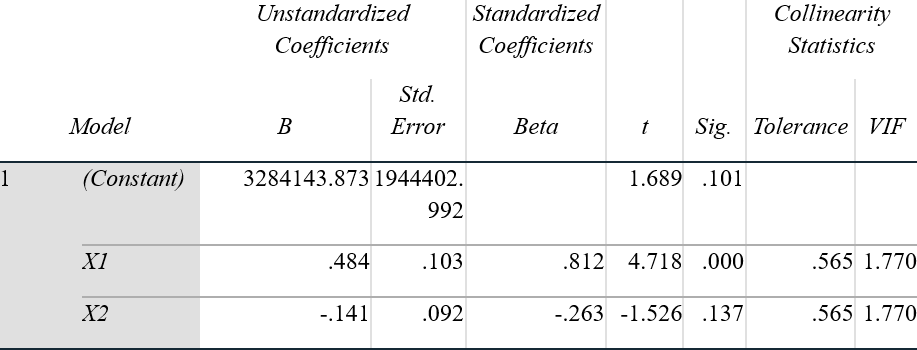 Unstandardized Standardized Collinearity
Coefficients Coefficients Statistics
Std.
Model B Error Beta t Sig. Tolerance VIF
1 (Constant) 3284143.873 1944402. 1.689 .101
992
X1 .484 .103 .812 4.718 .000 .565 1.770
X2 -.141 .092 -.263 -1.526 .137 .565 1.770